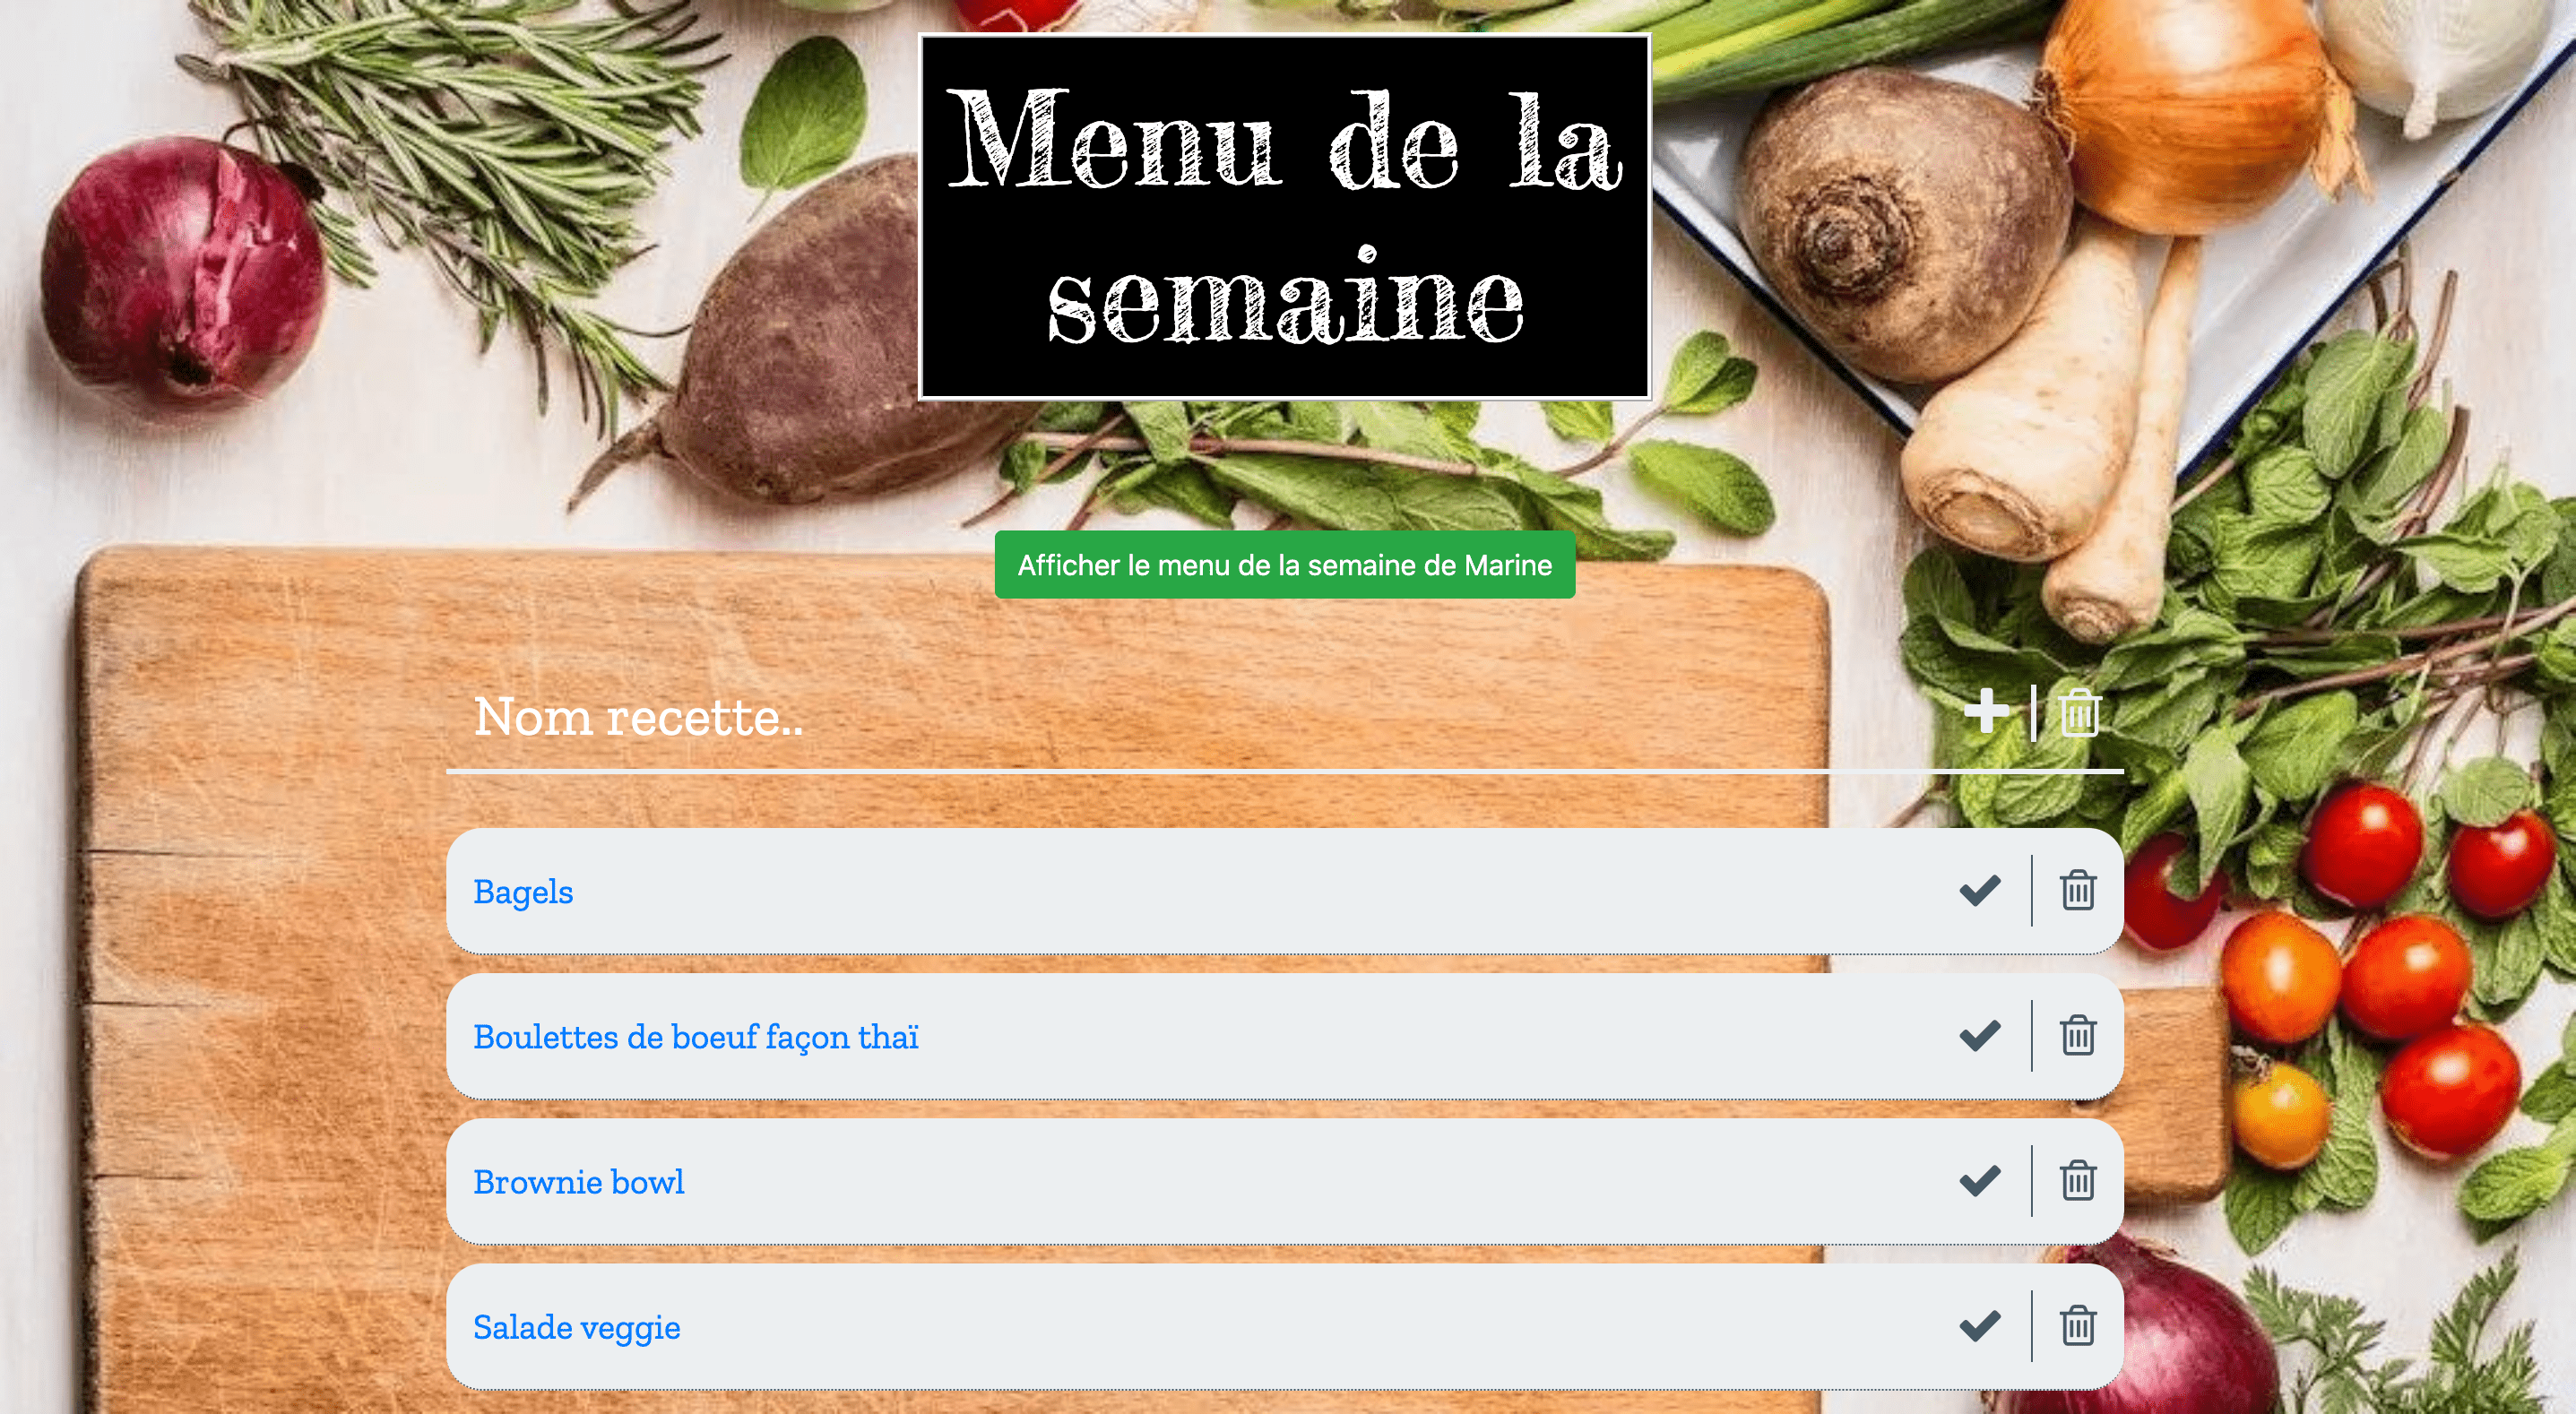 Menu de la
semaine
Afficher le menu de la semaine de Marine
Nom recette..
Bagels
Boulettes de boeuf façon thaï
Brownie bowl
Salade veggie